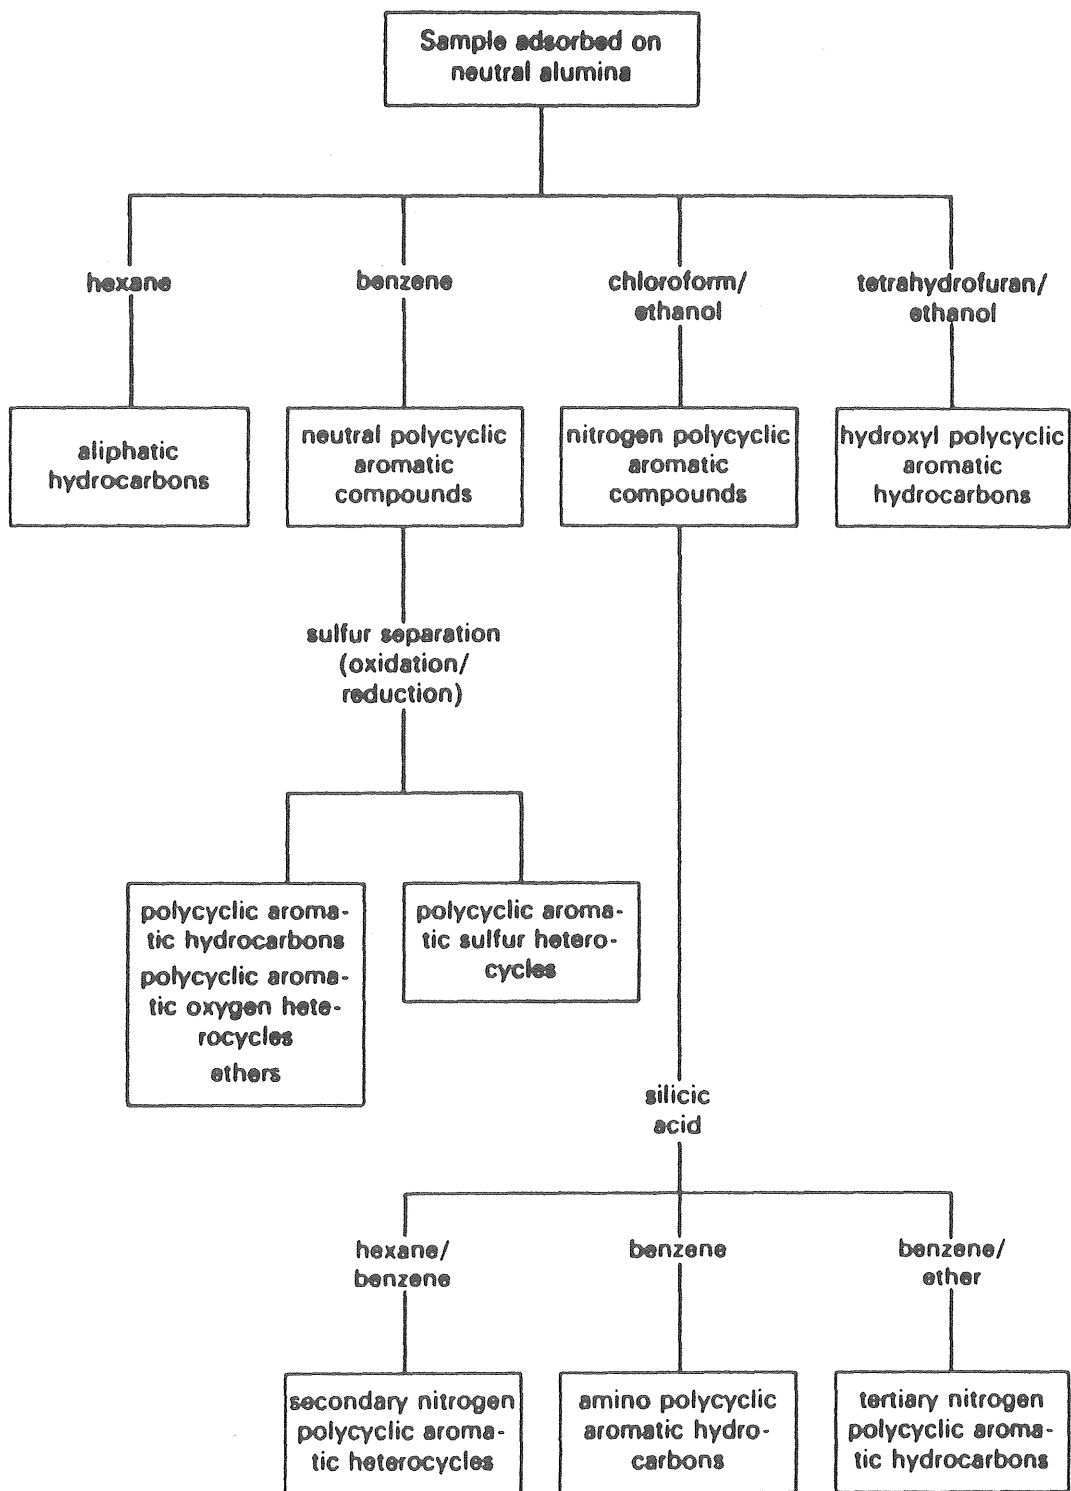 Sample adsorbed on
neutral alumina
hexane
benzene
chloroform/
ethanol
tetrahydrofuran/
ethanol
aliphatic
hydrocarbons
neutral polycyclic
aromatic
compounds
nitrogen polycyclic
aromatic
compounds
hydroxyl polycyclic
aromatic
hydrocarbons
sulfur separation
(oxidation/
reduction)
polycyclic aroma-
tic hydrocarbons
polycyclic aroma-
tic oxygen hete-
rocycles
ethers
polycyclic aroma-
tic sulfur hetero-
cycles
silicic
acid
hexane/
benzene
benzene
benzene/
ether
secondary nitrogen
polycyclic aroma-
tic heterocycles
amino polycyclic
aromatic hydro-
carbons
tertiary nitrogen
polycyclic aroma-
tic hydrocarbons